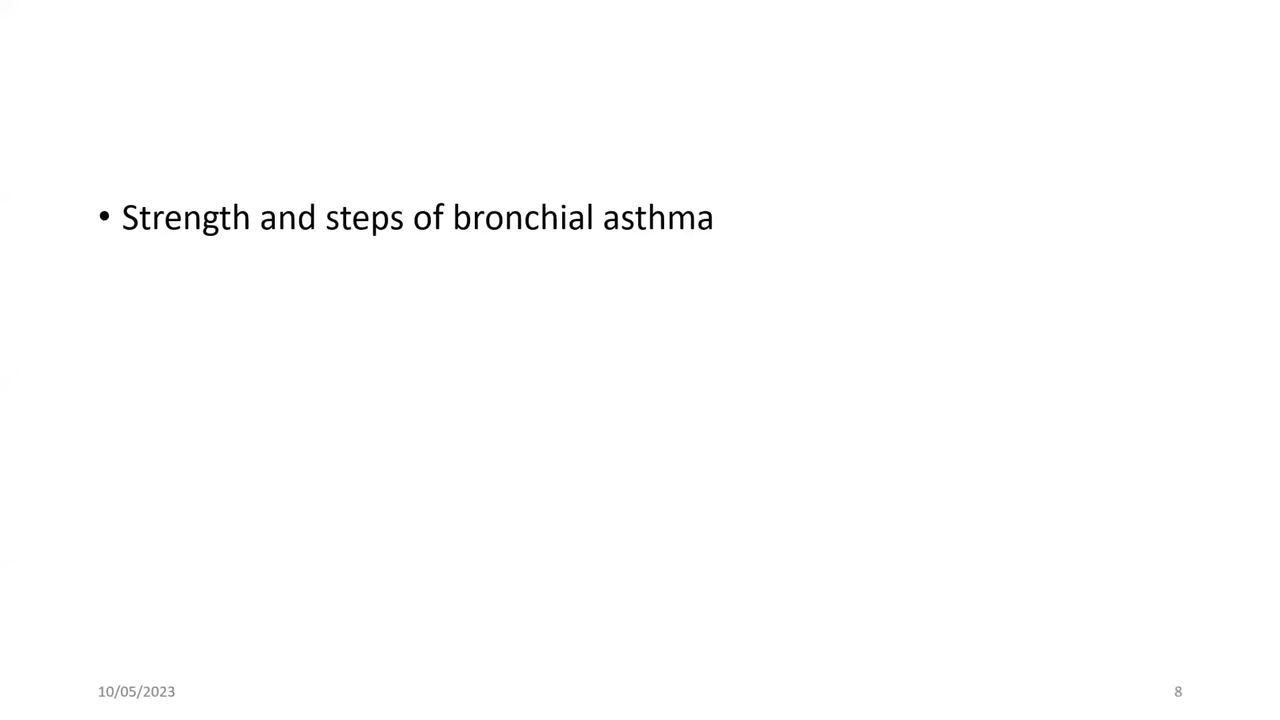 • Strength and steps of bronchial asthma
10/05/2023
8